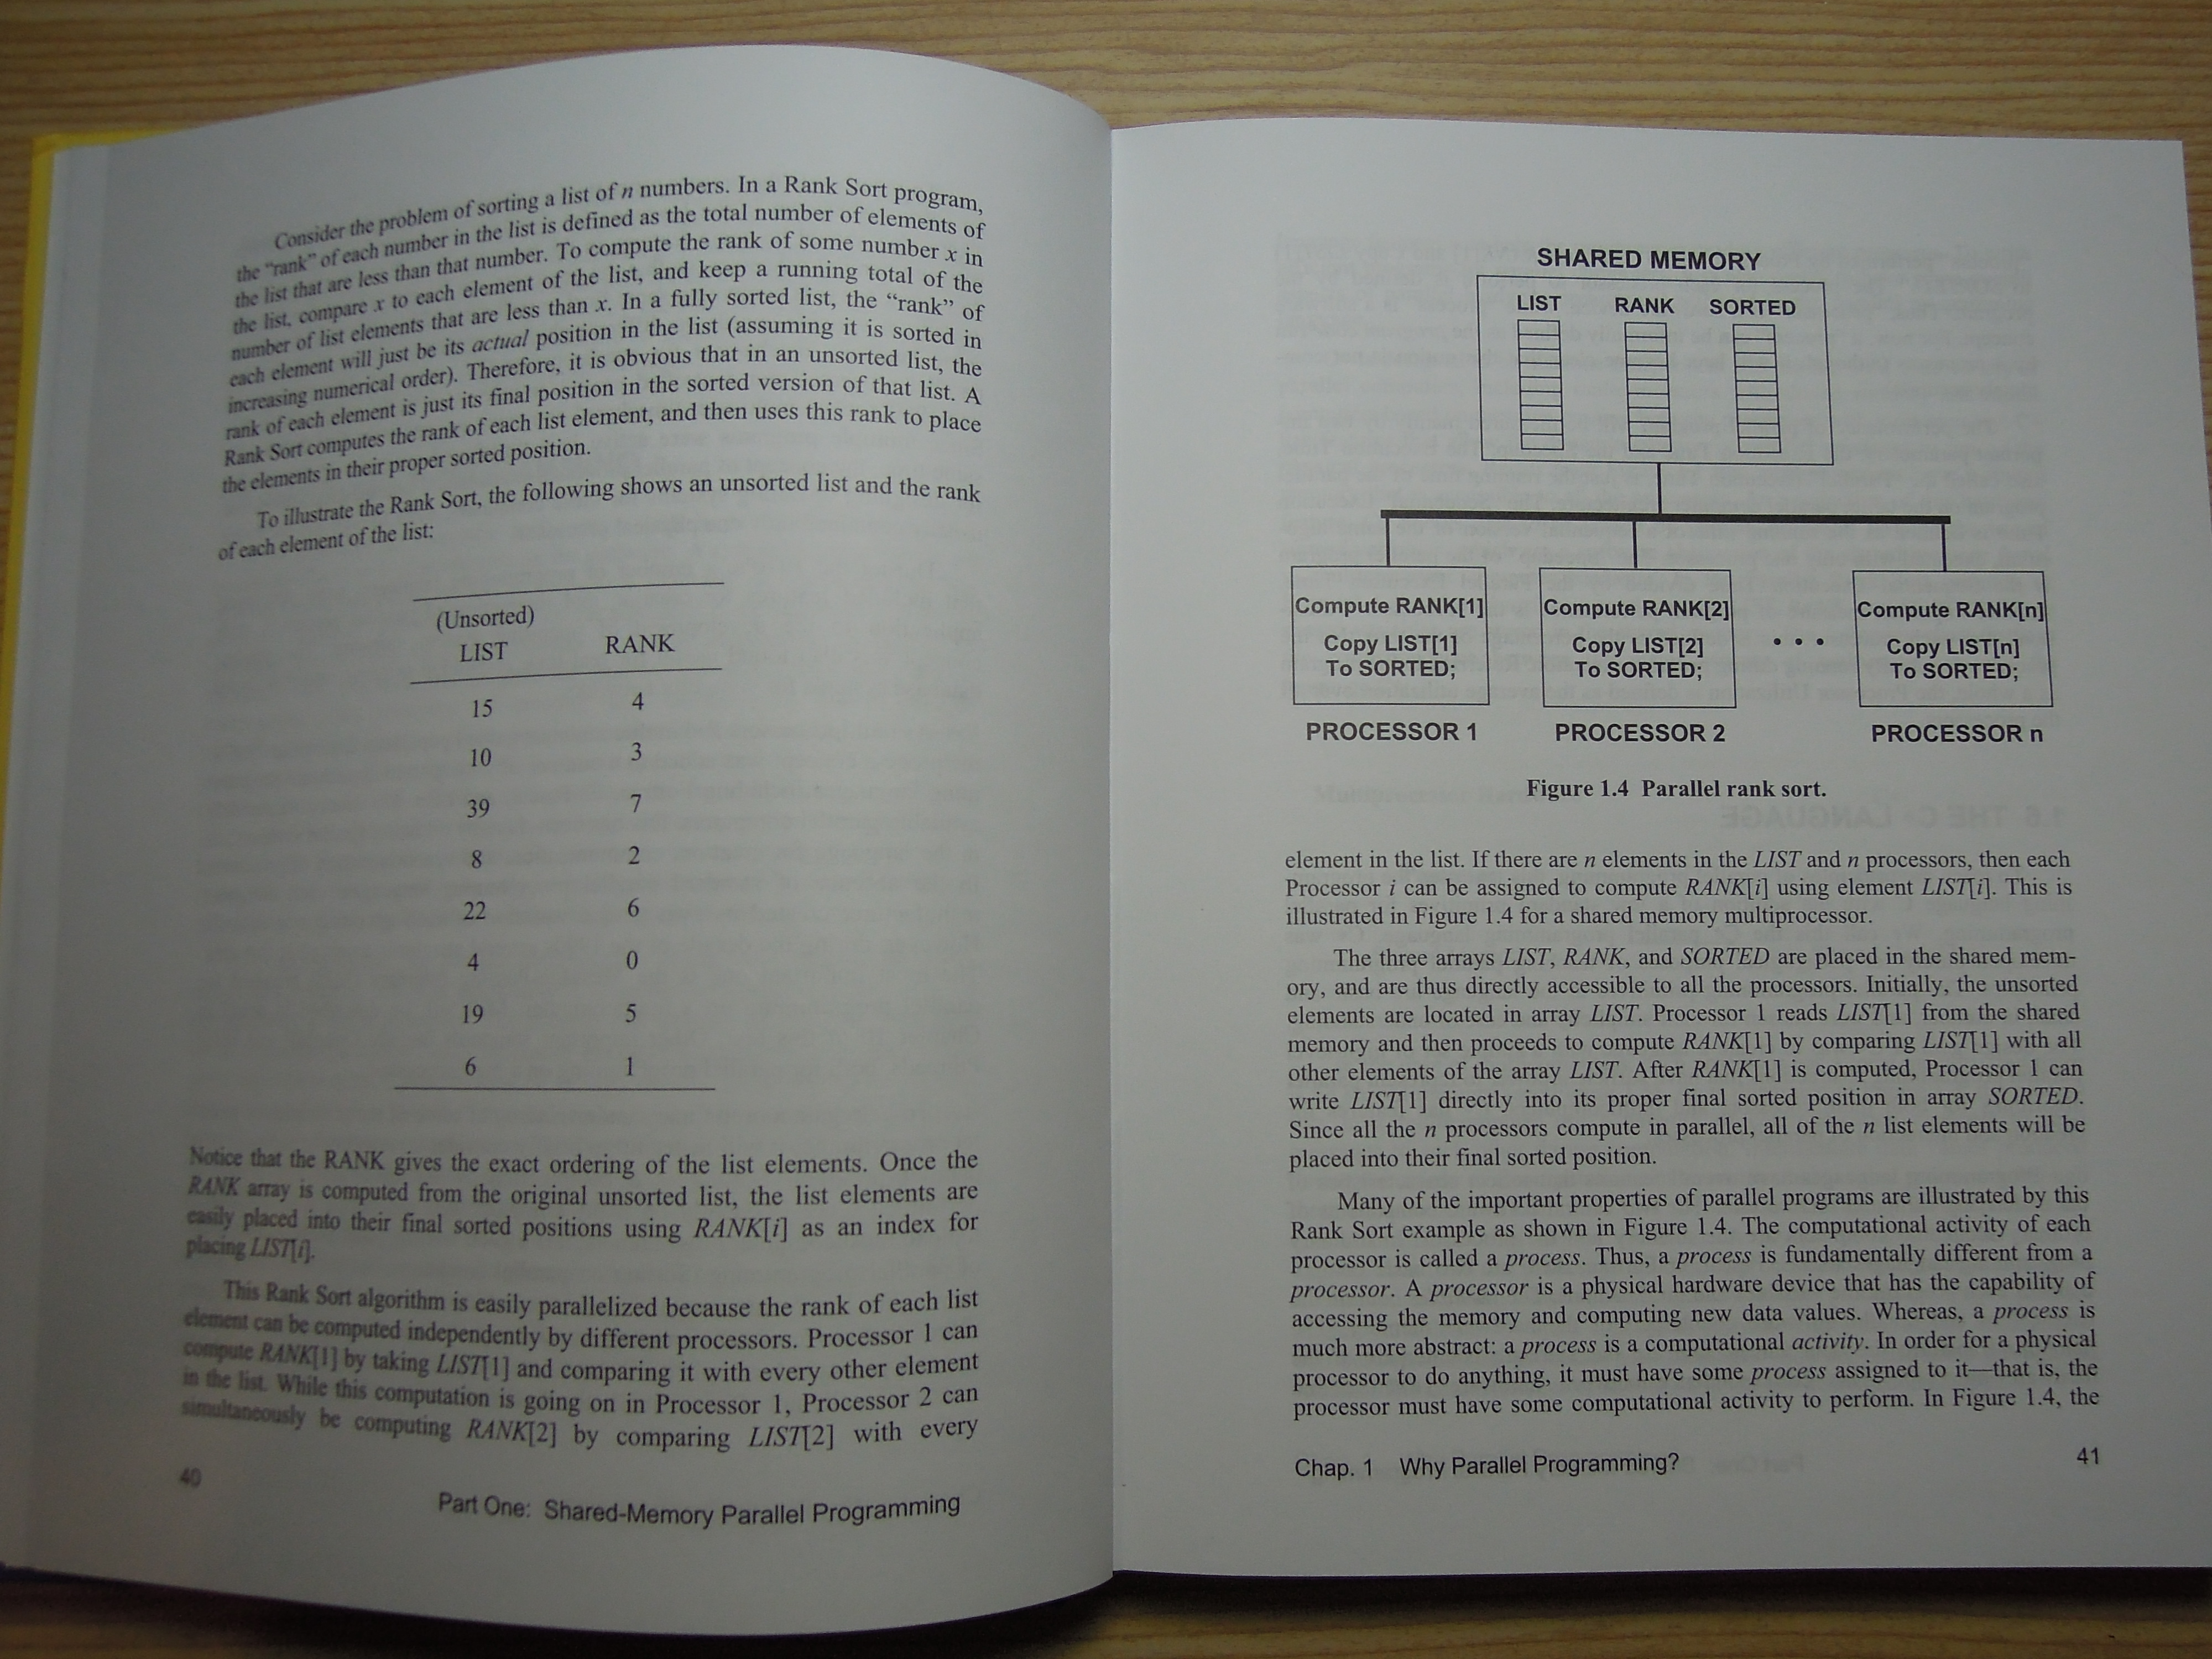 Consider the problem of sorting a list of n numbers. In a Rank Sort program,
the “rank” of each number in the list is defined as the total number of elements of
the list that are less than that number. To compute the rank of some number x in
the list, compare x to each element of the list, and keep a running total of the
number of list elements that are less than x. In a fully sorted list, the “rank” of
each element will just be its actual position in the list (assuming it is sorted in
increasing numerical order). Therefore, it is obvious that in an unsorted list, the
rank of each element is just its final position in the sorted version of that list. A
Rank Sort computes the rank of each list element, and then uses this rank to place
the elements in their proper sorted position.
To illustrate the Rank Sort, the following shows an unsorted list and the rank
of each element of the list:
(Unsorted)
LIST RANK
15 4
10 3
39 7
8 2
22 6
4 0
19 5
6 1
Notice that the RANK gives the exact ordering of the list elements. Once the
RANK array is computed from the original unsorted list, the list elements are
easily placed into their final sorted positions using RANK[i] as an index for
placing LIST[i].
This Rank Sort algorithm is easily parallelized because the rank of each list
element can be computed independently by different processors. Processor 1 can
compute RANK[1] by taking LIST[1] and comparing it with every other element
in the list. While this computation is going on in Processor 1, Processor 2 can
simultaneously be computing RANK[2] by comparing LIST[2] with every
40
Part One: Shared-Memory Parallel Programming
SHARED MEMORY
LIST RANK SORTED
Compute RANK[1] Compute RANK[2] Compute RANK[n]
Copy LIST[1] Copy LIST[2] • • • Copy LIST[n]
To SORTED; To SORTED; To SORTED;
PROCESSOR 1 PROCESSOR 2 PROCESSOR n
Figure 1.4 Parallel rank sort.
element in the list. If there are n elements in the LIST and n processors, then each
Processor i can be assigned to compute RANK[i] using element LIST[i]. This is
illustrated in Figure 1.4 for a shared memory multiprocessor.
The three arrays LIST, RANK, and SORTED are placed in the shared mem-
ory, and are thus directly accessible to all the processors. Initially, the unsorted
elements are located in array LIST. Processor 1 reads LIST[1] from the shared
memory and then proceeds to compute RANK[1] by comparing LIST[1] with all
other elements of the array LIST. After RANK[1] is computed, Processor 1 can
write LIST[1] directly into its proper final sorted position in array SORTED.
Since all the n processors compute in parallel, all of the n list elements will be
placed into their final sorted position.
Many of the important properties of parallel programs are illustrated by this
Rank Sort example as shown in Figure 1.4. The computational activity of each
processor is called a process. Thus, a process is fundamentally different from a
processor. A processor is a physical hardware device that has the capability of
accessing the memory and computing new data values. Whereas, a process is
much more abstract: a process is a computational activity. In order for a physical
processor to do anything, it must have some process assigned to it—that is, the
processor must have some computational activity to perform. In Figure 1.4, the
Chap. 1 Why Parallel Programming? 41